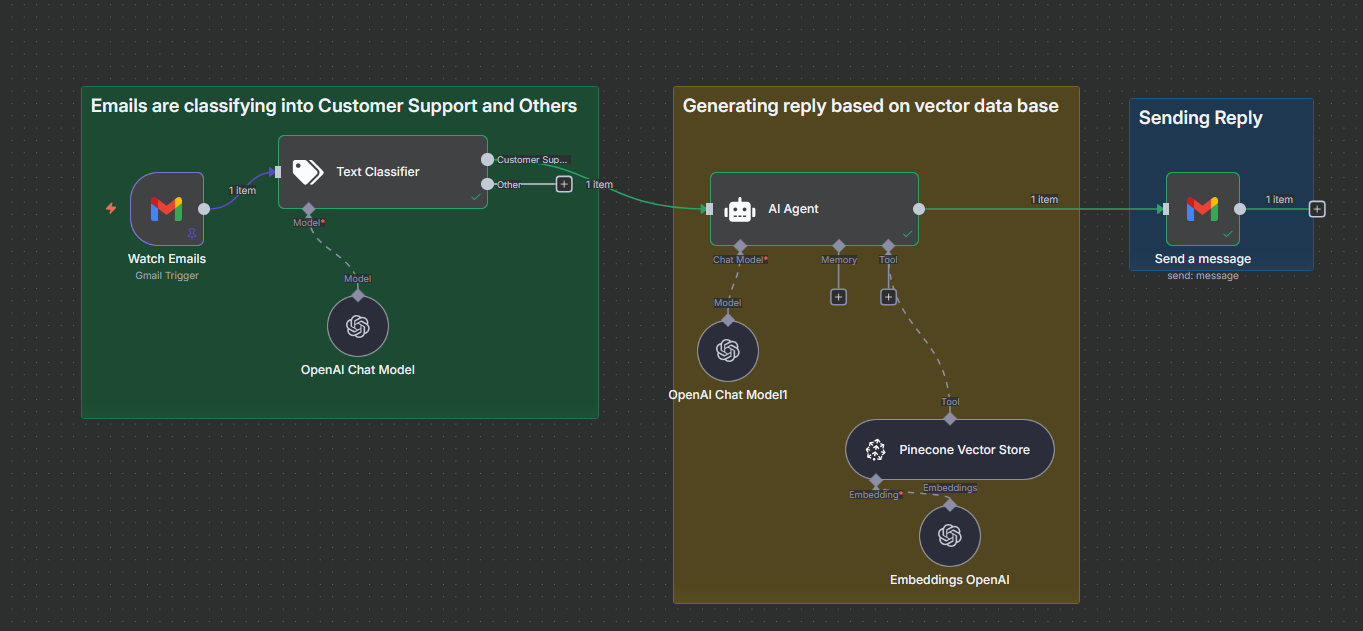 Emails are classifying into Customer Support and Others
Generating reply based on vector data base
Sending Reply
1 item
Text Classifier
Customer Sup...
Other
1 item
Model*
Watch Emails
Gmail Trigger
Model
OpenAI Chat Model
AI Agent
1 item
Chat Model*
Memory
Tool
Model
OpenAI Chat Model1
Tool
Pinecone Vector Store
Embedding*
Embeddings
Embeddings OpenAI
1 item
Send a message
send: message